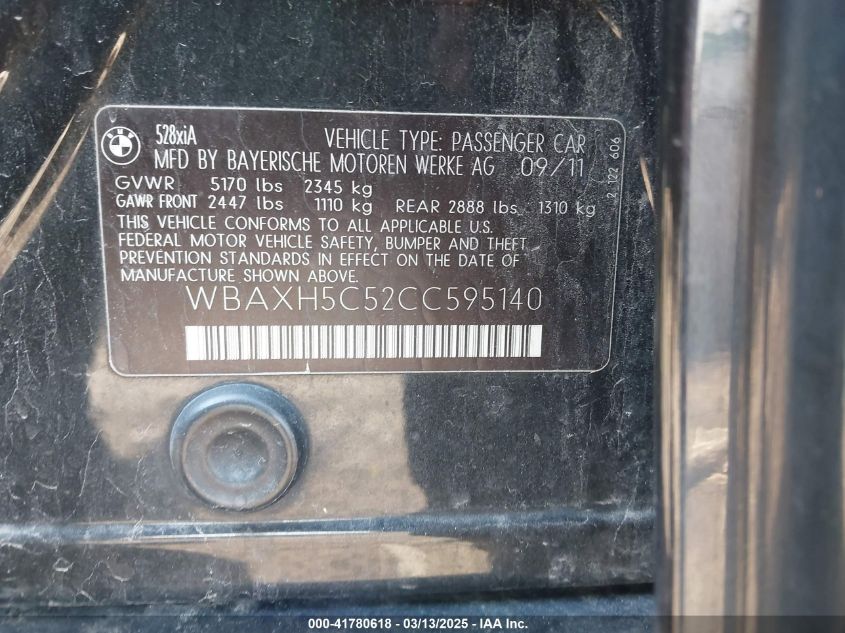 BMW
528xiA
VEHICLE TYPE: PASSENGER CAR
MFD BY BAYERISCHE MOTOREN WERKE AG 09/11
GVWR 5170 lbs 2345 kg
GAWR FRONT 2447 lbs 1110 kg REAR 2888 lbs 1310 kg
THIS VEHICLE CONFORMS TO ALL APPLICABLE U.S.
FEDERAL MOTOR VEHICLE SAFETY, BUMPER AND THEFT
PREVENTION STANDARDS IN EFFECT ON THE DATE OF
MANUFACTURE SHOWN ABOVE.
WBAXH5C52CC595140
2 122 606
000-41780618 - 03/13/2025 - IAA Inc.